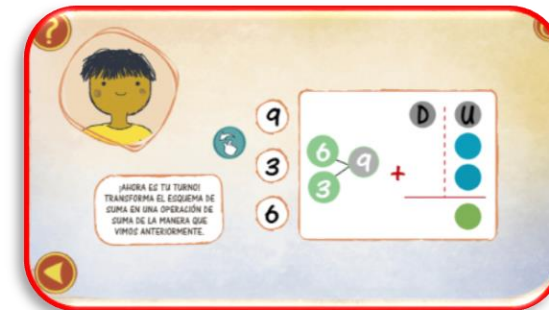 ?
9
3
6
6
3
9
D U
+
¡AHORA ES TU TURNO!
TRANSFORMA EL ESQUEMA DE
SUMA EN UNA OPERACIÓN DE
SUMA DE LA MANERA QUE
VIMOS ANTERIORMENTE.